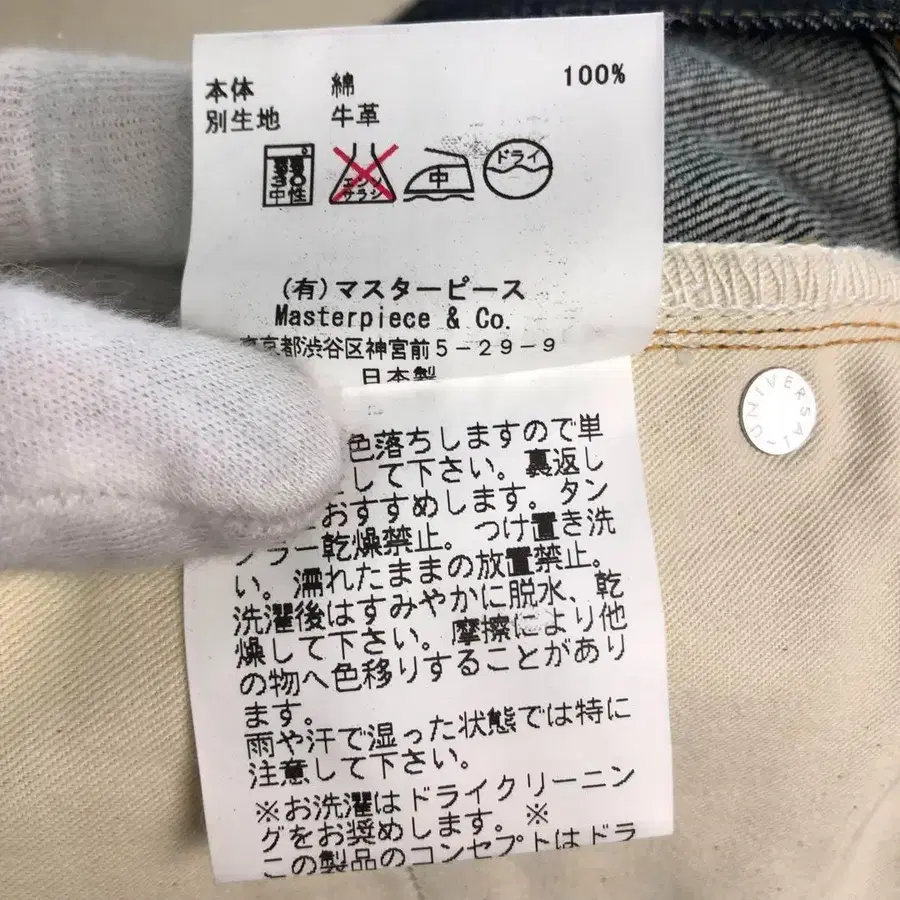 本体 綿 100%
別生地 牛革
中性
エンソ
サラシ
中
ドライ
(有)マスターピース
Masterpiece & Co.
東京都渋谷区神宮前5-29-9
日本製
UNIVERSAL
色落ちしますので単
して下さい。裏返し
おすすめします。タン
ブラー乾燥禁止。つけ置き洗
い。濡れたままの放置禁止。
洗濯後はすみやかに脱水、乾
燥して下さい。摩擦により他
の物へ色移りすることがあり
ます。
雨や汗で湿った状態では特に
注意して下さい。
※お洗濯はドライクリーニン
グをお奨めします。※
この製品のコンセプトはドラ